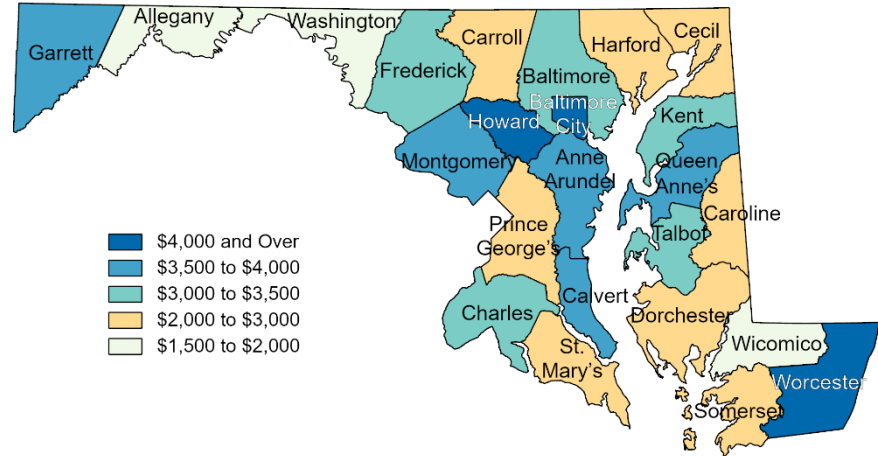 Garrett
Allegany
Washington
Frederick
Carroll
Baltimore
Harford
Cecil
Baltimore
City
Howard
Montgomery
Anne
Arundel
Kent
Queen
Anne's
Caroline
Talbot
Prince
George's
Calvert
Charles
St.
Mary's
Dorchester
Wicomico
Worcester
Somerset
$4,000 and Over
$3,500 to $4,000
$3,000 to $3,500
$2,000 to $3,000
$1,500 to $2,000